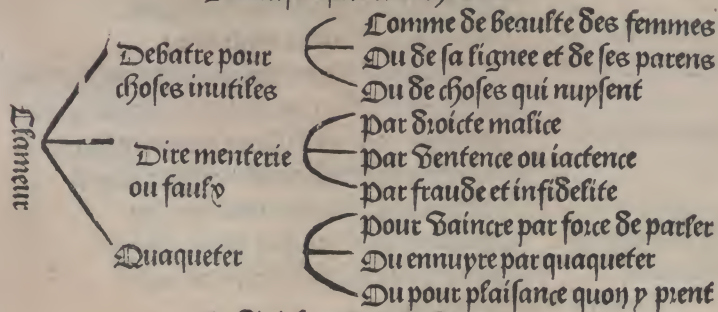 Clameur
Debatre pour
choses inutiles
Comme de beaulte des femmes
Ou de sa lignee et de ses parens
Ou de choses qui nuysent
Dire menterie
ou faulx
Par droicte malice
Par ventence ou iactence
Par fraude et infidelite
Quaqueter
Pour vaincre par force de parler
Ou ennuyre par quaqueter
Ou pour plaisance quon y prent